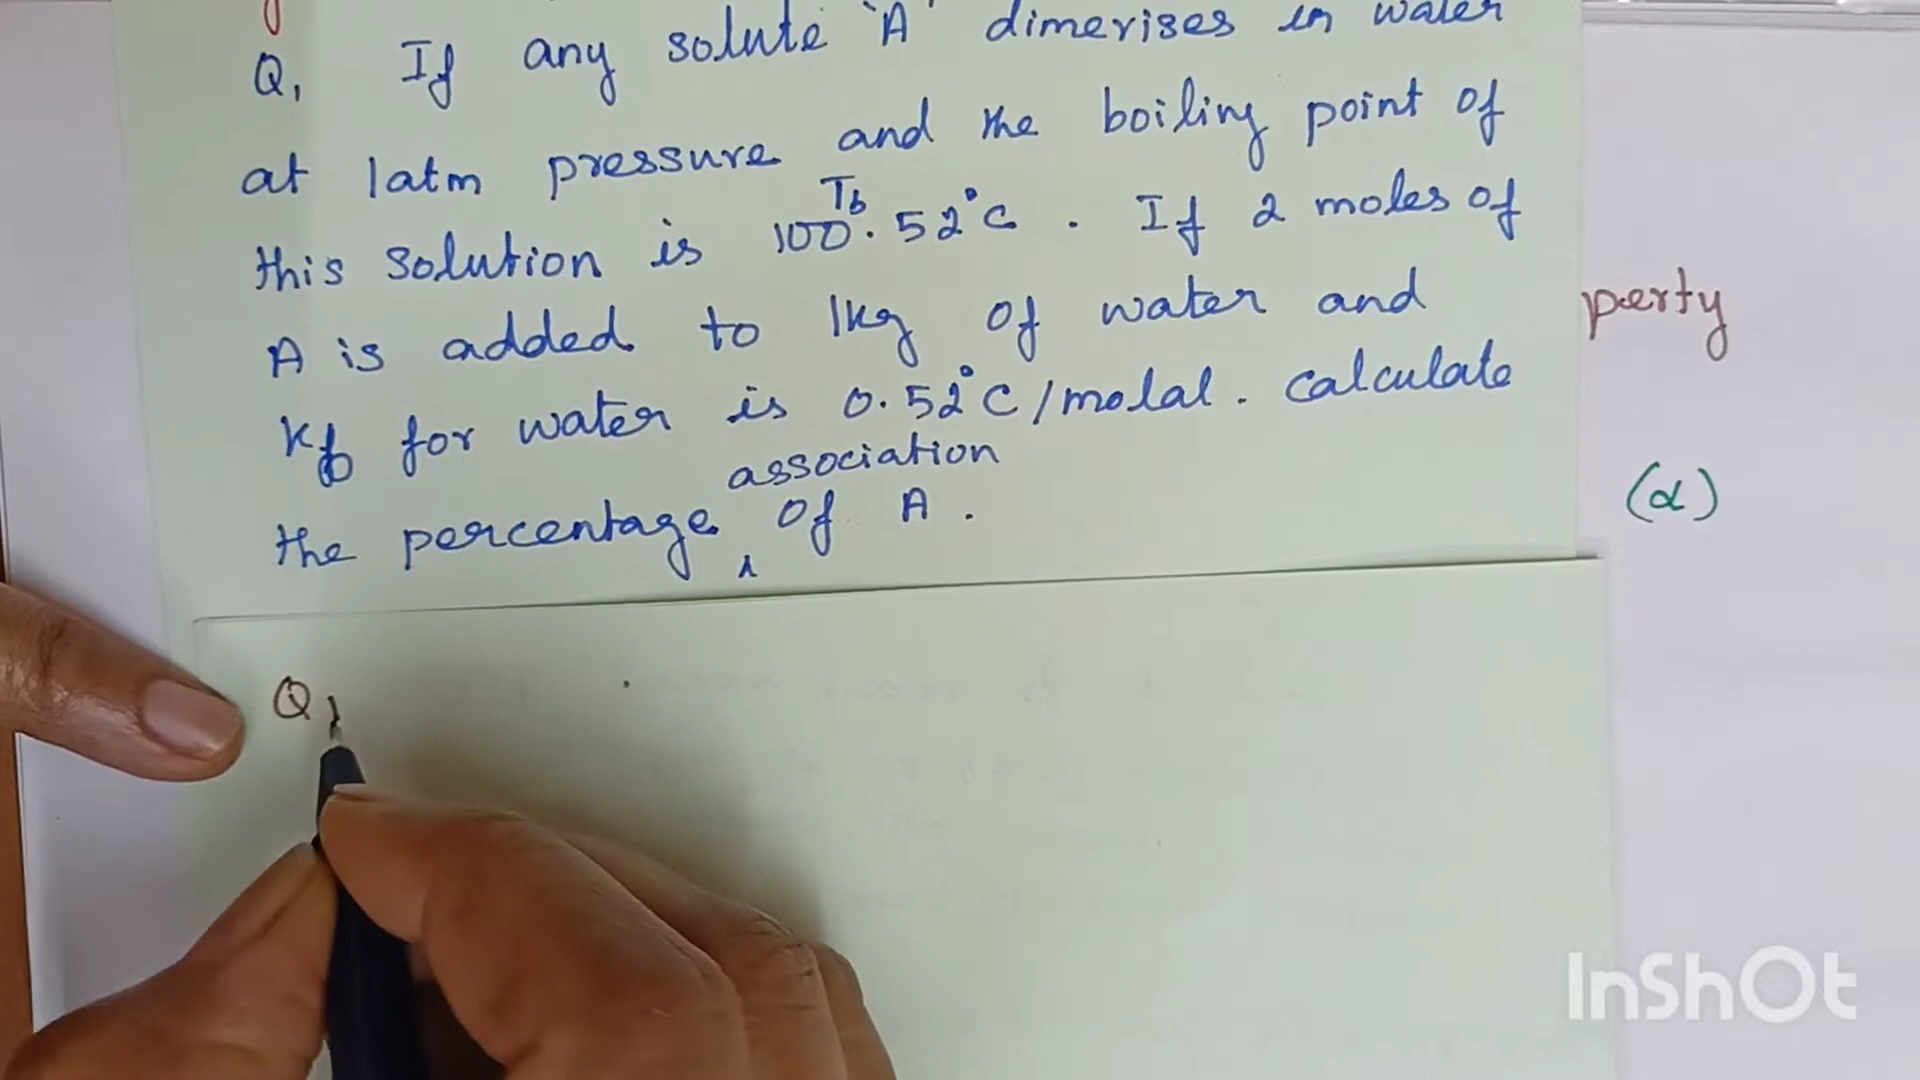 Q, If any solute 'A' dimerises in water
at 1atm pressure and the boiling point of
Tb
this solution is 100.52°C. If 2 moles of
A is added to 1kg of water and
Kb for water is 0.52°C/molal. Calculate
association
the percentage of A.
perty
(α)
Q,
InShOt